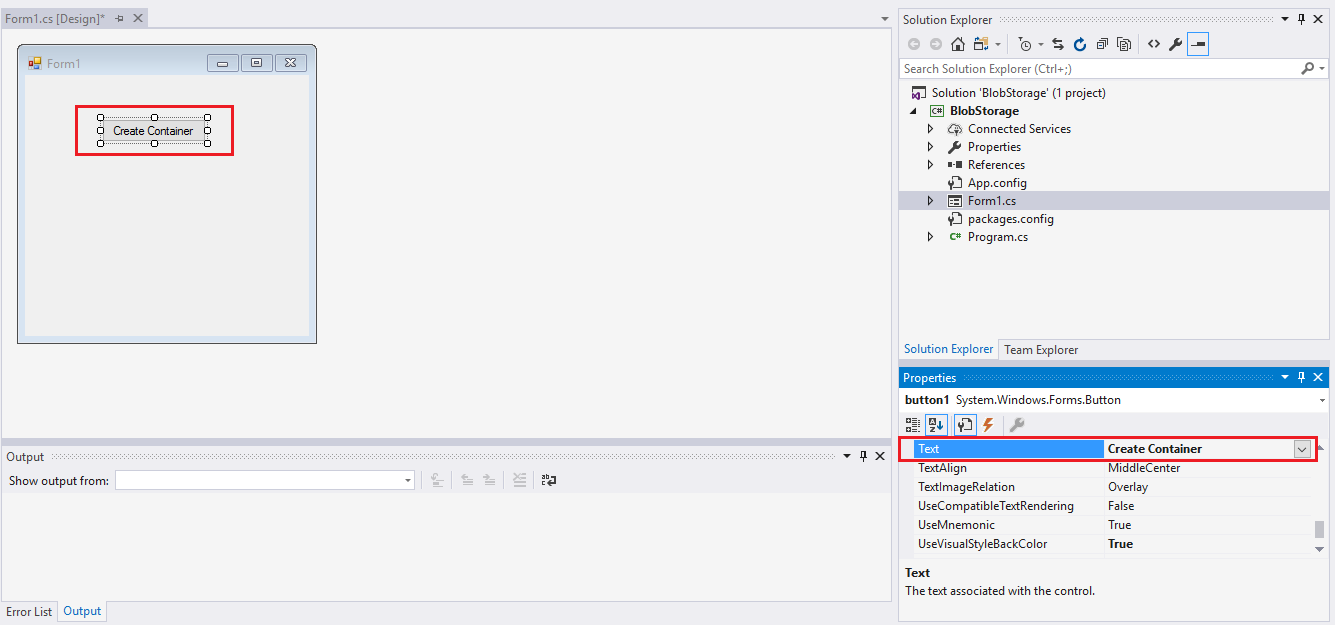 Form1.cs [Design]*
Form1
Create Container
Output
Show output from:
Error List Output
Solution Explorer
Search Solution Explorer (Ctrl+;)
Solution 'BlobStorage' (1 project)
C# BlobStorage
Connected Services
Properties
References
App.config
Form1.cs
packages.config
C# Program.cs
Solution Explorer Team Explorer
Properties
button1 System.Windows.Forms.Button
Text Create Container
TextAlign MiddleCenter
TextImageRelation Overlay
UseCompatibleTextRendering False
UseMnemonic True
UseVisualStyleBackColor True
Text
The text associated with the control.